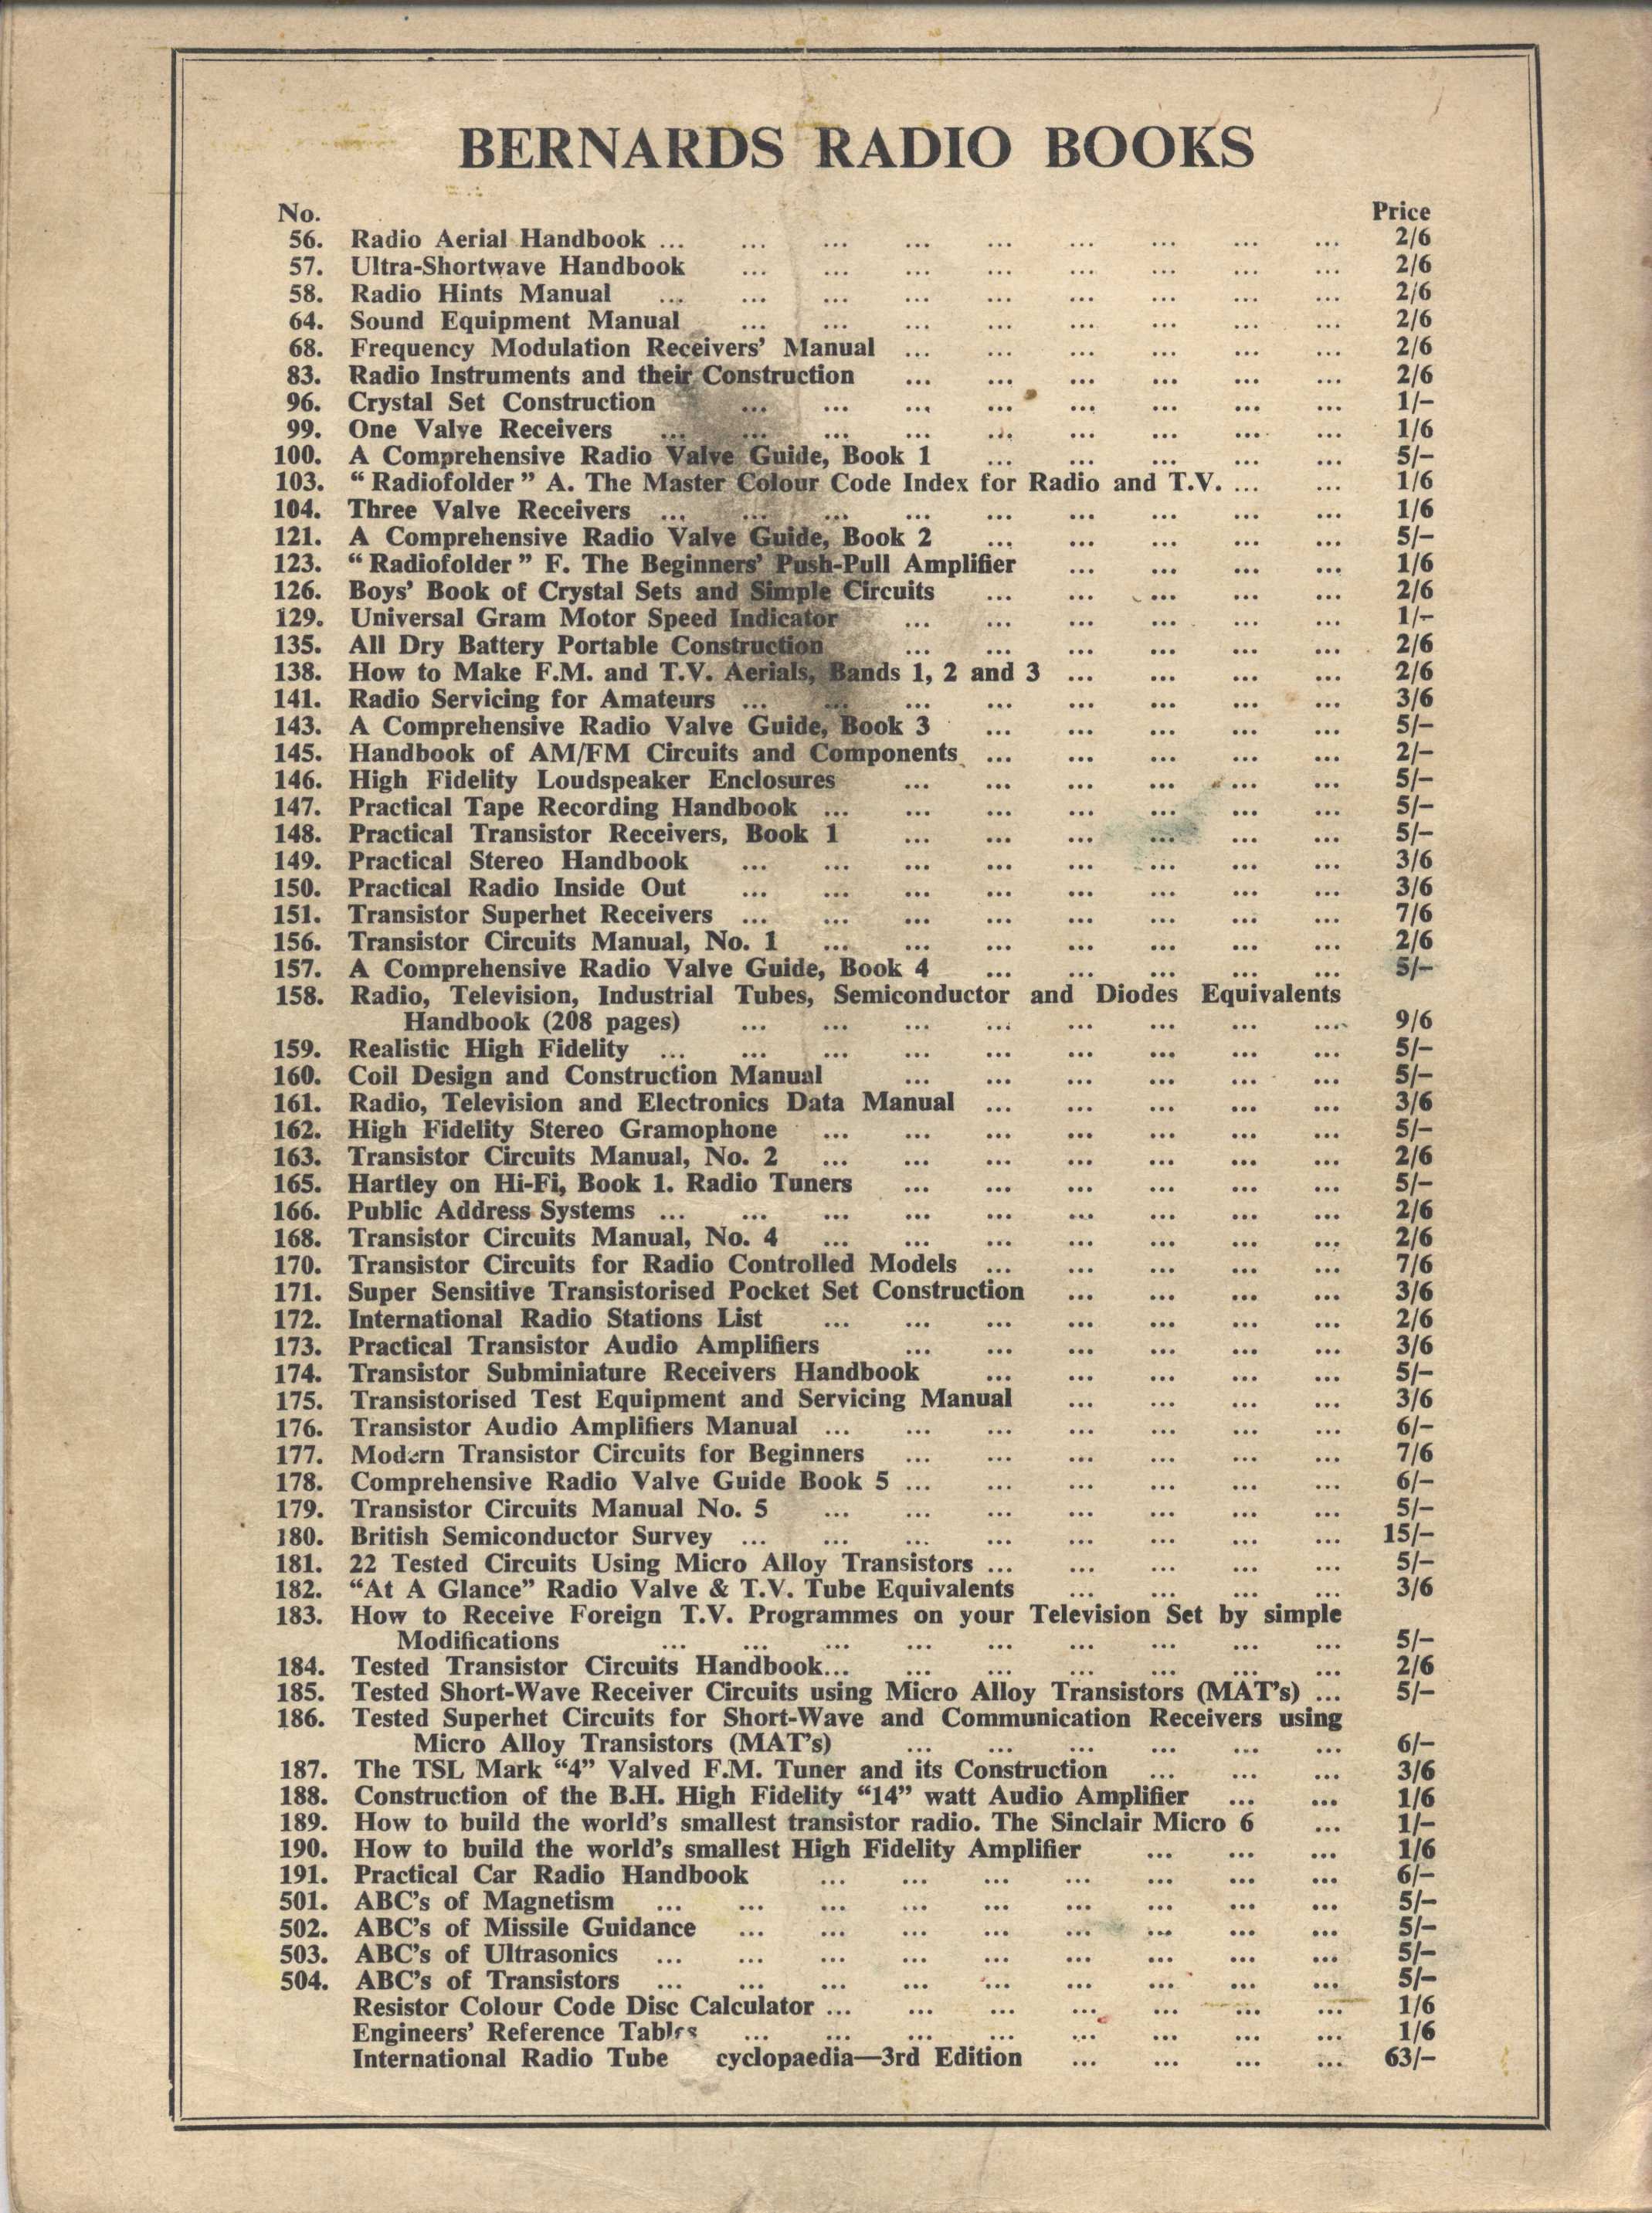 BERNARDS RADIO BOOKS
No. Price
56. Radio Aerial Handbook ... ... ... ... ... ... ... ... ... 2/6
57. Ultra-Shortwave Handbook ... ... ... ... ... ... ... ... 2/6
58. Radio Hints Manual ... ... ... ... ... ... ... ... ... 2/6
64. Sound Equipment Manual ... ... ... ... ... ... ... ... 2/6
68. Frequency Modulation Receivers' Manual ... ... ... ... ... ... 2/6
83. Radio Instruments and their Construction ... ... ... ... ... ... 2/6
96. Crystal Set Construction ... ... ... ... ... ... ... ... 1/–
99. One Valve Receivers ... ... ... ... ... ... ... ... ... 1/6
100. A Comprehensive Radio Valve Guide, Book 1 ... ... ... ... ... 5/–
103. “ Radiofolder ” A. The Master Colour Code Index for Radio and T.V. ... ... 1/6
104. Three Valve Receivers ... ... ... ... ... ... ... ... ... 1/6
121. A Comprehensive Radio Valve Guide, Book 2 ... ... ... ... ... 5/–
123. “ Radiofolder ” F. The Beginners' Push-Pull Amplifier ... ... ... ... 1/6
126. Boys' Book of Crystal Sets and Simple Circuits ... ... ... ... ... 2/6
129. Universal Gram Motor Speed Indicator ... ... ... ... ... ... 1/–
135. All Dry Battery Portable Construction ... ... ... ... ... ... 2/6
138. How to Make F.M. and T.V. Aerials, Bands 1, 2 and 3 ... ... ... ... 2/6
141. Radio Servicing for Amateurs ... ... ... ... ... ... ... ... 3/6
143. A Comprehensive Radio Valve Guide, Book 3 ... ... ... ... ... 5/–
145. Handbook of AM/FM Circuits and Components ... ... ... ... ... 2/–
146. High Fidelity Loudspeaker Enclosures ... ... ... ... ... ... 5/–
147. Practical Tape Recording Handbook ... ... ... ... ... ... ... 5/–
148. Practical Transistor Receivers, Book 1 ... ... ... ... ... ... 5/–
149. Practical Stereo Handbook ... ... ... ... ... ... ... ... 3/6
150. Practical Radio Inside Out ... ... ... ... ... ... ... ... 3/6
151. Transistor Superhet Receivers ... ... ... ... ... ... ... ... 7/6
156. Transistor Circuits Manual, No. 1 ... ... ... ... ... ... ... 2/6
157. A Comprehensive Radio Valve Guide, Book 4 ... ... ... ... ... 5/–
158. Radio, Television, Industrial Tubes, Semiconductor and Diodes Equivalents
Handbook (208 pages) ... ... ... ... ... ... ... ... 9/6
159. Realistic High Fidelity ... ... ... ... ... ... ... ... ... 5/–
160. Coil Design and Construction Manual ... ... ... ... ... ... 5/–
161. Radio, Television and Electronics Data Manual ... ... ... ... ... 3/6
162. High Fidelity Stereo Gramophone ... ... ... ... ... ... ... 5/–
163. Transistor Circuits Manual, No. 2 ... ... ... ... ... ... ... 2/6
165. Hartley on Hi-Fi, Book 1. Radio Tuners ... ... ... ... ... ... 5/–
166. Public Address Systems ... ... ... ... ... ... ... ... ... 2/6
168. Transistor Circuits Manual, No. 4 ... ... ... ... ... ... ... 2/6
170. Transistor Circuits for Radio Controlled Models ... ... ... ... ... 7/6
171. Super Sensitive Transistorised Pocket Set Construction ... ... ... ... 3/6
172. International Radio Stations List ... ... ... ... ... ... ... 2/6
173. Practical Transistor Audio Amplifiers ... ... ... ... ... ... 3/6
174. Transistor Subminiature Receivers Handbook ... ... ... ... ... 5/–
175. Transistorised Test Equipment and Servicing Manual ... ... ... ... 3/6
176. Transistor Audio Amplifiers Manual ... ... ... ... ... ... ... 6/–
177. Modern Transistor Circuits for Beginners ... ... ... ... ... ... 7/6
178. Comprehensive Radio Valve Guide Book 5 ... ... ... ... ... ... 6/–
179. Transistor Circuits Manual No. 5 ... ... ... ... ... ... ... 5/–
180. British Semiconductor Survey ... ... ... ... ... ... ... ... 15/–
181. 22 Tested Circuits Using Micro Alloy Transistors ... ... ... ... ... 5/–
182. “At A Glance” Radio Valve & T.V. Tube Equivalents ... ... ... ... 3/6
183. How to Receive Foreign T.V. Programmes on your Television Set by simple
Modifications ... ... ... ... ... ... ... ... ... 5/–
184. Tested Transistor Circuits Handbook... ... ... ... ... ... ... 2/6
185. Tested Short-Wave Receiver Circuits using Micro Alloy Transistors (MAT's) ... 5/–
186. Tested Superhet Circuits for Short-Wave and Communication Receivers using
Micro Alloy Transistors (MAT's) ... ... ... ... ... ... 6/–
187. The TSL Mark “4” Valved F.M. Tuner and its Construction ... ... ... 3/6
188. Construction of the B.H. High Fidelity “14” watt Audio Amplifier ... ... 1/6
189. How to build the world's smallest transistor radio. The Sinclair Micro 6 ... 1/–
190. How to build the world's smallest High Fidelity Amplifier ... ... ... 1/6
191. Practical Car Radio Handbook ... ... ... ... ... ... ... 6/–
501. ABC's of Magnetism ... ... ... ... ... ... ... ... ... 5/–
502. ABC's of Missile Guidance ... ... ... ... ... ... ... ... 5/–
503. ABC's of Ultrasonics ... ... ... ... ... ... ... ... ... 5/–
504. ABC's of Transistors ... ... ... ... ... ... ... ... ... 5/–
Resistor Colour Code Disc Calculator ... ... ... ... ... ... ... 1/6
Engineers' Reference Tables ... ... ... ... ... ... ... ... 1/6
International Radio Tube cyclopaedia—3rd Edition ... ... ... ... 63/–